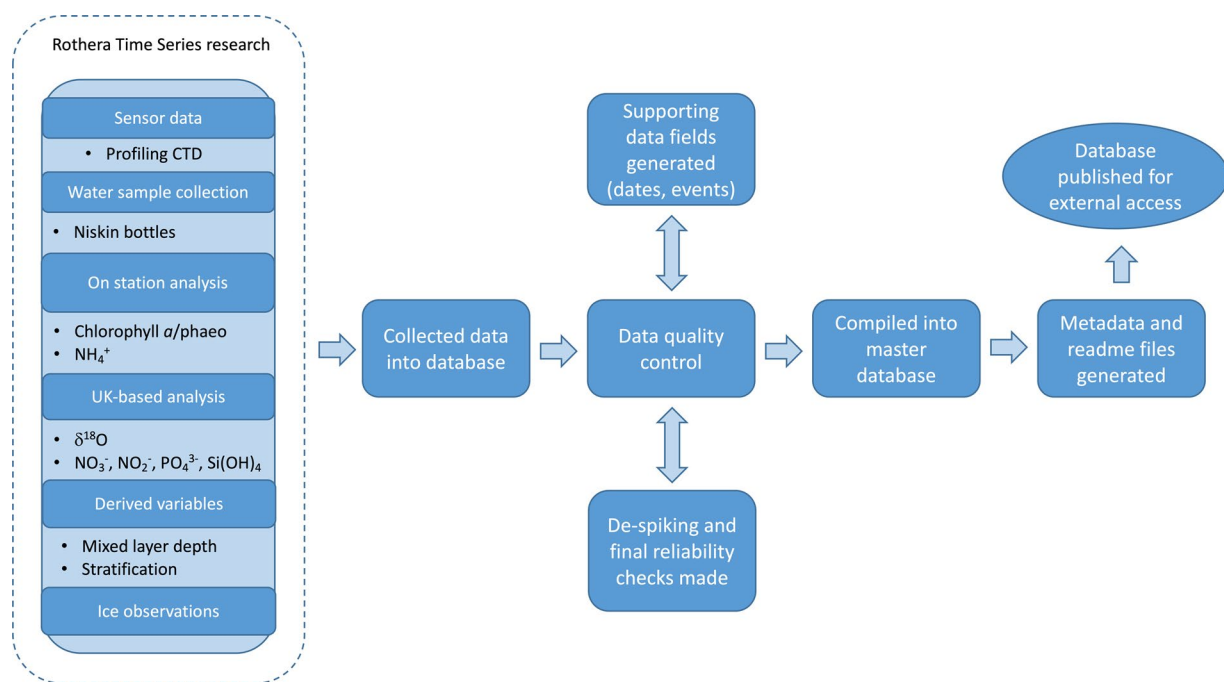 Rothera Time Series research
Sensor data
• Profiling CTD
Water sample collection
• Niskin bottles
On station analysis
• Chlorophyll a/phaeo
• NH₄⁺
UK-based analysis
• δ¹⁸O
• NO₃⁻, NO₂⁻, PO₄³⁻, Si(OH)₄
Derived variables
• Mixed layer depth
• Stratification
Ice observations
Collected data
into database
Supporting
data fields
generated
(dates, events)
Data quality
control
De-spiking and
final reliability
checks made
Compiled into
master
database
Metadata and
readme files
generated
Database
published for
external access